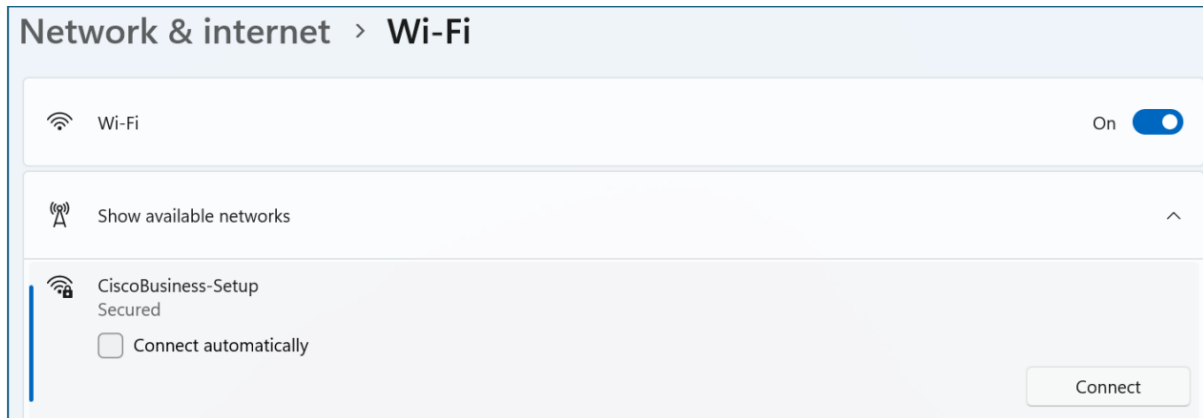 Network & internet > Wi-Fi
Wi-Fi On
Show available networks
CiscoBusiness-Setup
Secured
Connect automatically
Connect